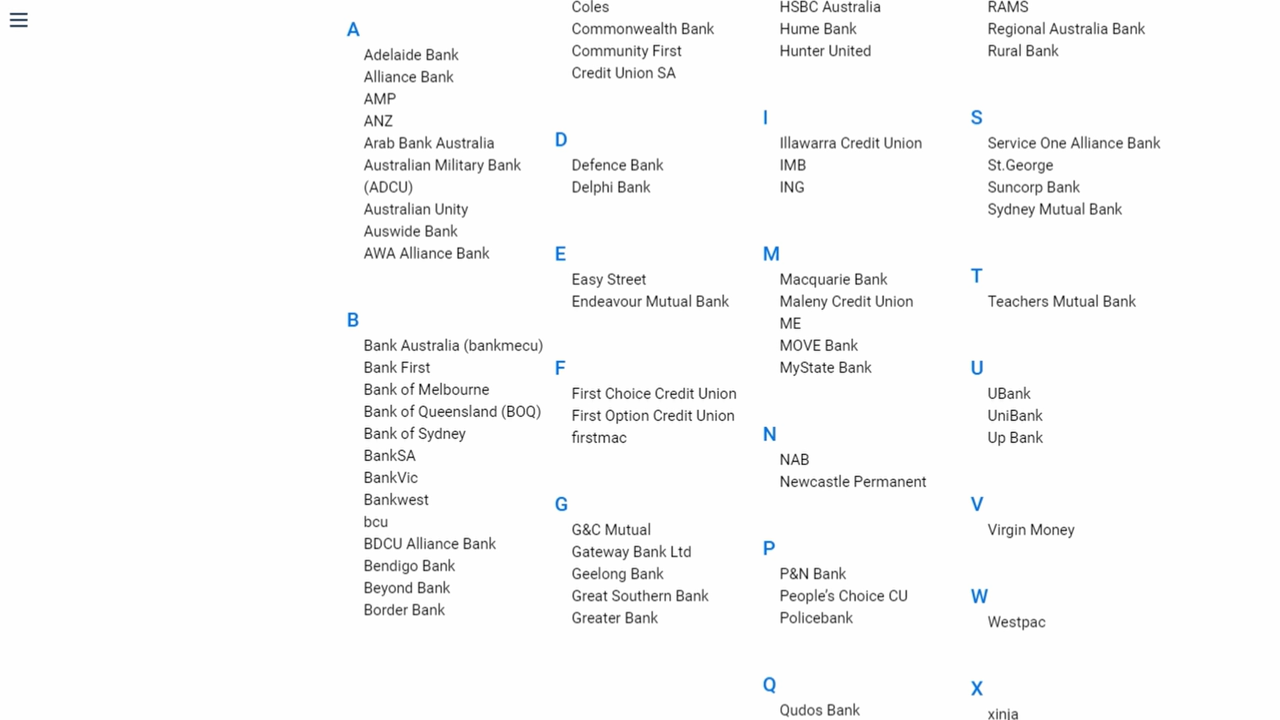 A
Adelaide Bank
Alliance Bank
AMP
ANZ
Arab Bank Australia
Australian Military Bank
(ADCU)
Australian Unity
Auswide Bank
AWA Alliance Bank
B
Bank Australia (bankmecu)
Bank First
Bank of Melbourne
Bank of Queensland (BOQ)
Bank of Sydney
BankSA
BankVic
Bankwest
bcu
BDCU Alliance Bank
Bendigo Bank
Beyond Bank
Border Bank
Coles
Commonwealth Bank
Community First
Credit Union SA
D
Defence Bank
Delphi Bank
E
Easy Street
Endeavour Mutual Bank
F
First Choice Credit Union
First Option Credit Union
firstmac
G
G&C Mutual
Gateway Bank Ltd
Geelong Bank
Great Southern Bank
Greater Bank
HSBC Australia
Hume Bank
Hunter United
I
Illawarra Credit Union
IMB
ING
M
Macquarie Bank
Maleny Credit Union
ME
MOVE Bank
MyState Bank
N
NAB
Newcastle Permanent
P
P&N Bank
People’s Choice CU
Policebank
Q
Qudos Bank
RAMS
Regional Australia Bank
Rural Bank
S
Service One Alliance Bank
St.George
Suncorp Bank
Sydney Mutual Bank
T
Teachers Mutual Bank
U
UBank
UniBank
Up Bank
V
Virgin Money
W
Westpac
X
xinja